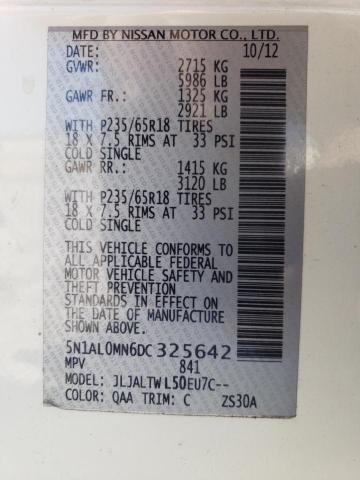 MFD BY NISSAN MOTOR CO., LTD.
DATE: 10/12
GVWR: 2715 KG
5986 LB
GAWR FR.: 1325 KG
2921 LB
WITH P235/65R18 TIRES
18 X 7.5 RIMS AT 33 PSI
COLD SINGLE
GAWR RR.: 1415 KG
3120 LB
WITH P235/65R18 TIRES
18 X 7.5 RIMS AT 33 PSI
COLD SINGLE
THIS VEHICLE CONFORMS TO
ALL APPLICABLE FEDERAL
MOTOR VEHICLE SAFETY AND
THEFT PREVENTION
STANDARDS IN EFFECT ON
THE DATE OF MANUFACTURE
SHOWN ABOVE.
5N1AL0MN6DC 325642
MPV 841
MODEL: JLJALTWL50EU7C--
COLOR: QAA TRIM: C ZS30A